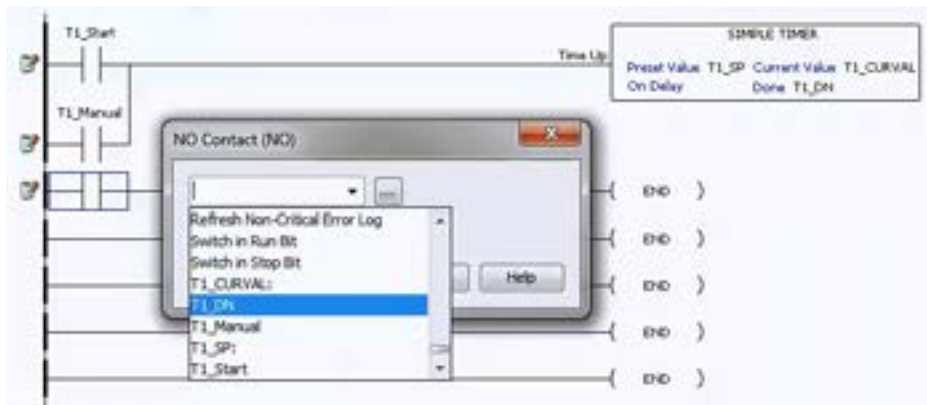 T1_Start
Time Up
SIMPLE TIMER
Preset Value T1_SP Current Value T1_CURVAL
On Delay Done T1_DN
T1_Manual
NO Contact (NO)
...
Refresh Non-Critical Error Log
Switch in Run Bit
Switch in Stop Bit
T1_CURVAL:
T1_DN
T1_Manual
T1_SP:
T1_Start
Help
END
END
END
END
END